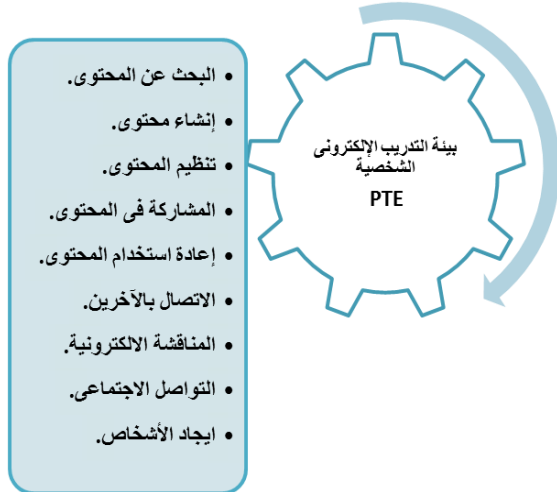 بيئة التدريب الإلكترونى
الشخصية
PTE
• البحث عن المحتوى.
• إنشاء محتوى.
• تنظيم المحتوى.
• المشاركة فى المحتوى.
• إعادة استخدام المحتوى.
• الاتصال بالآخرين.
• المناقشة الالكترونية.
• التواصل الاجتماعى.
• ايجاد الأشخاص.